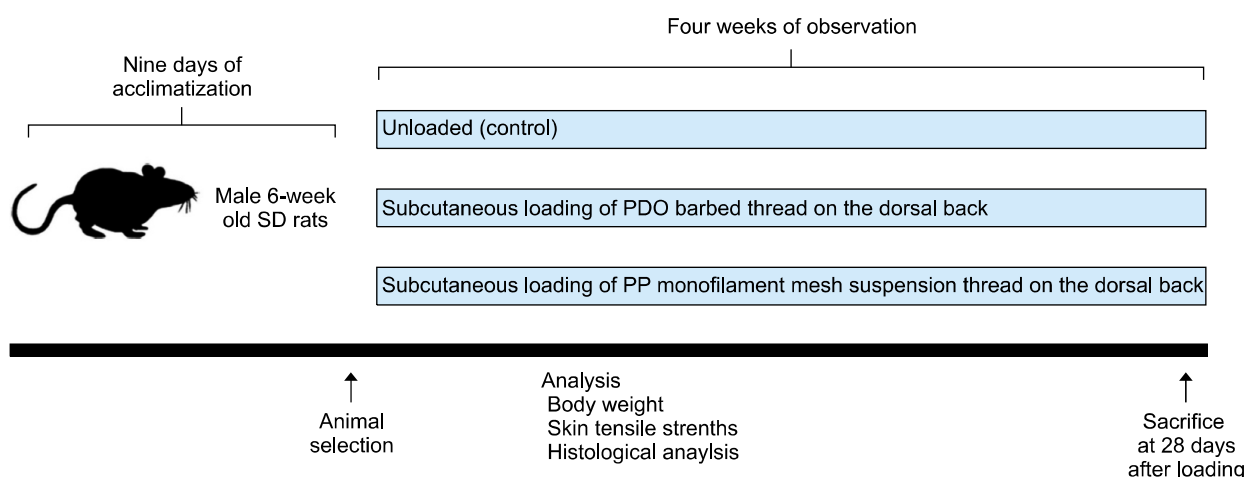 Four weeks of observation
Nine days of
acclimatization
Unloaded (control)
Male 6-week
old SD rats
Subcutaneous loading of PDO barbed thread on the dorsal back
Subcutaneous loading of PP monofilament mesh suspension thread on the dorsal back
Animal
selection
Analysis
Body weight
Skin tensile strenths
Histological anaylsis
Sacrifice
at 28 days
after loading